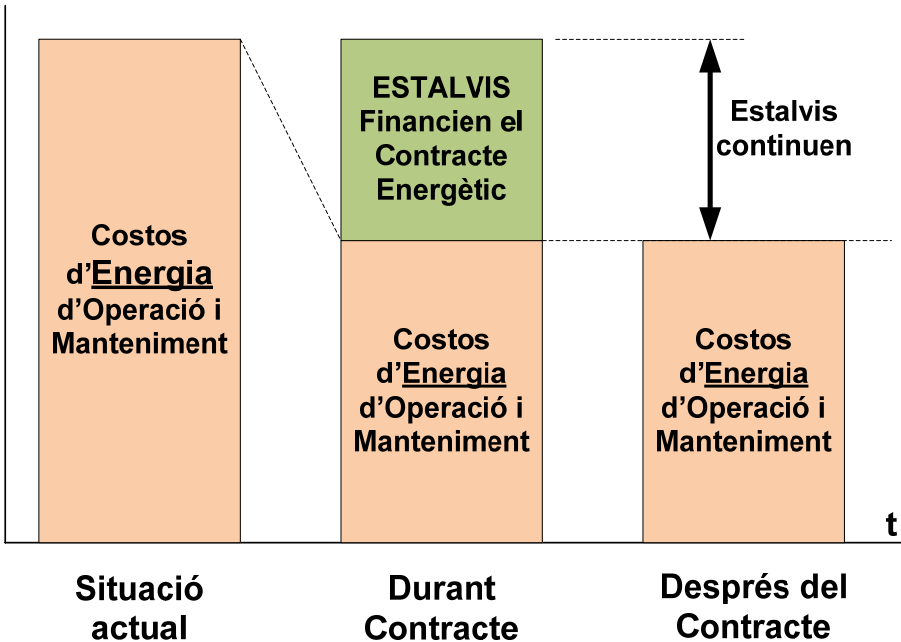 Costos
d'Energia
d'Operació i
Manteniment
ESTALVIS
Financien el
Contracte
Energètic
Costos
d'Energia
d'Operació i
Manteniment
Estalvis
continuen
Costos
d'Energia
d'Operació i
Manteniment
t
Situació
actual
Durant
Contracte
Després del
Contracte